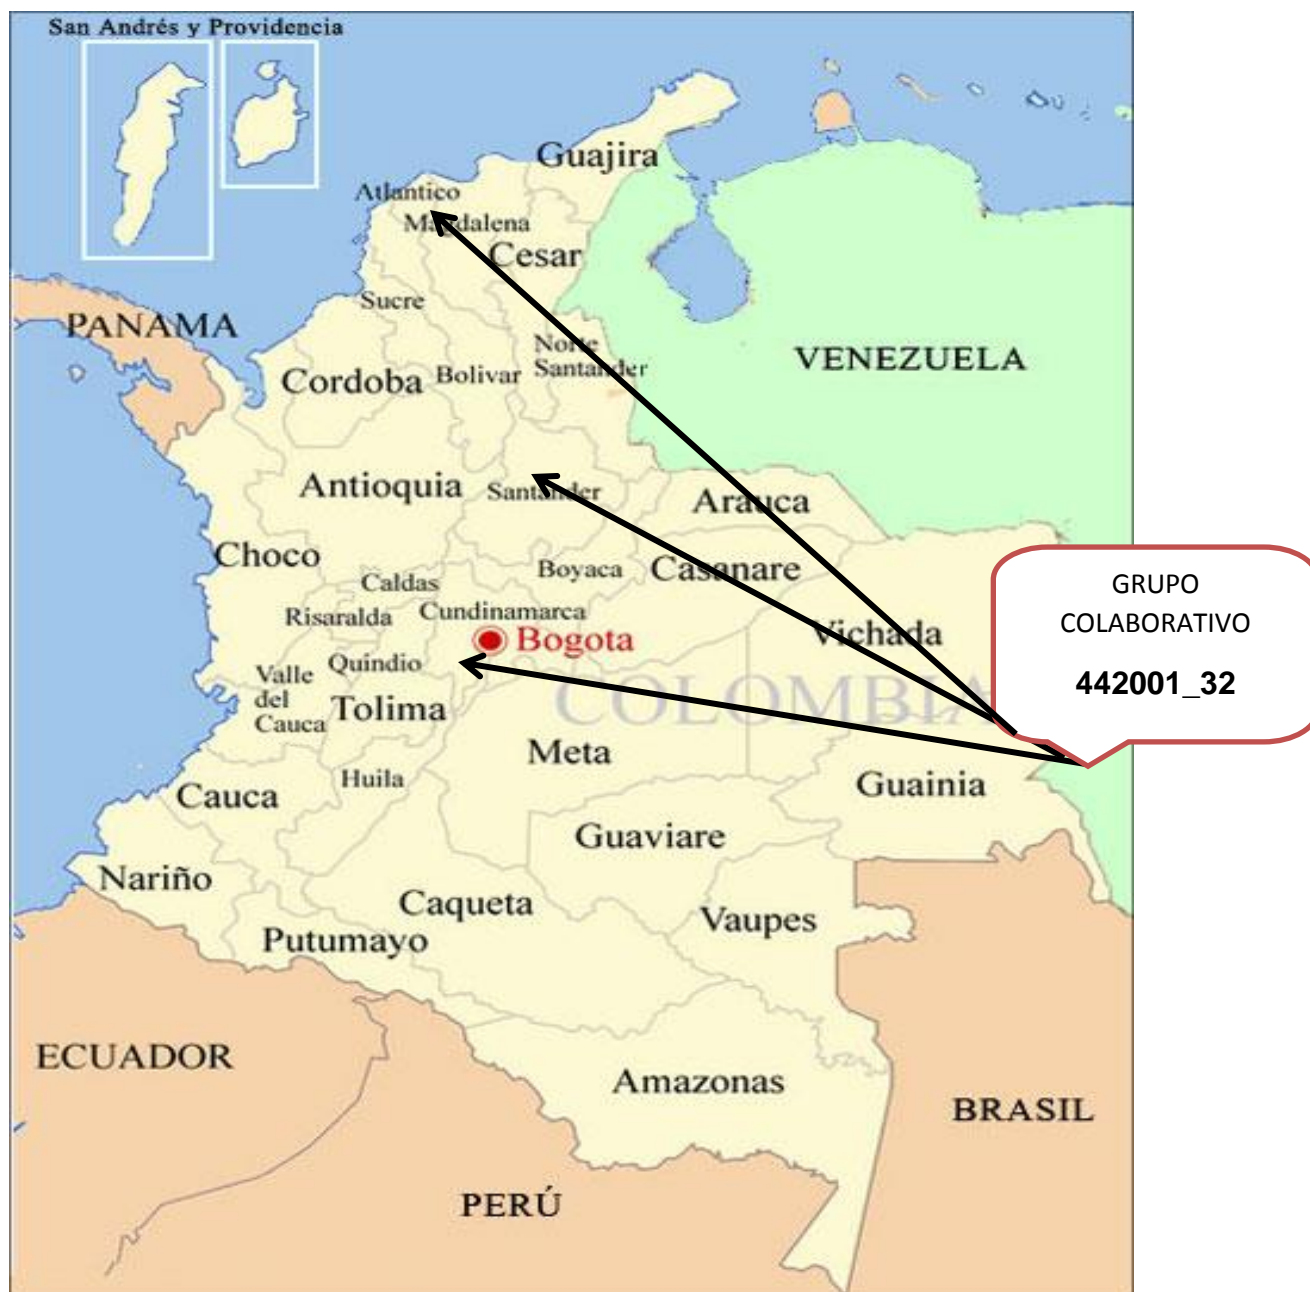 San Andrés y Providencia
Guajira
Atlantico
Magdalena
Cesar
Sucre
PANAMA
Norte
Santander
VENEZUELA
Cordoba
Bolivar
Antioquia
Santander
Arauca
Choco
Boyaca
Casanare
Caldas
Risaralda
Cundinamarca
Bogota
Vichada
GRUPO
COLABORATIVO
442001_32
Quindio
Valle
del
Cauca
Tolima
COLOMBIA
Meta
Huila
Guainia
Cauca
Guaviare
Nariño
Caqueta
Vaupes
Putumayo
ECUADOR
Amazonas
BRASIL
PERÚ